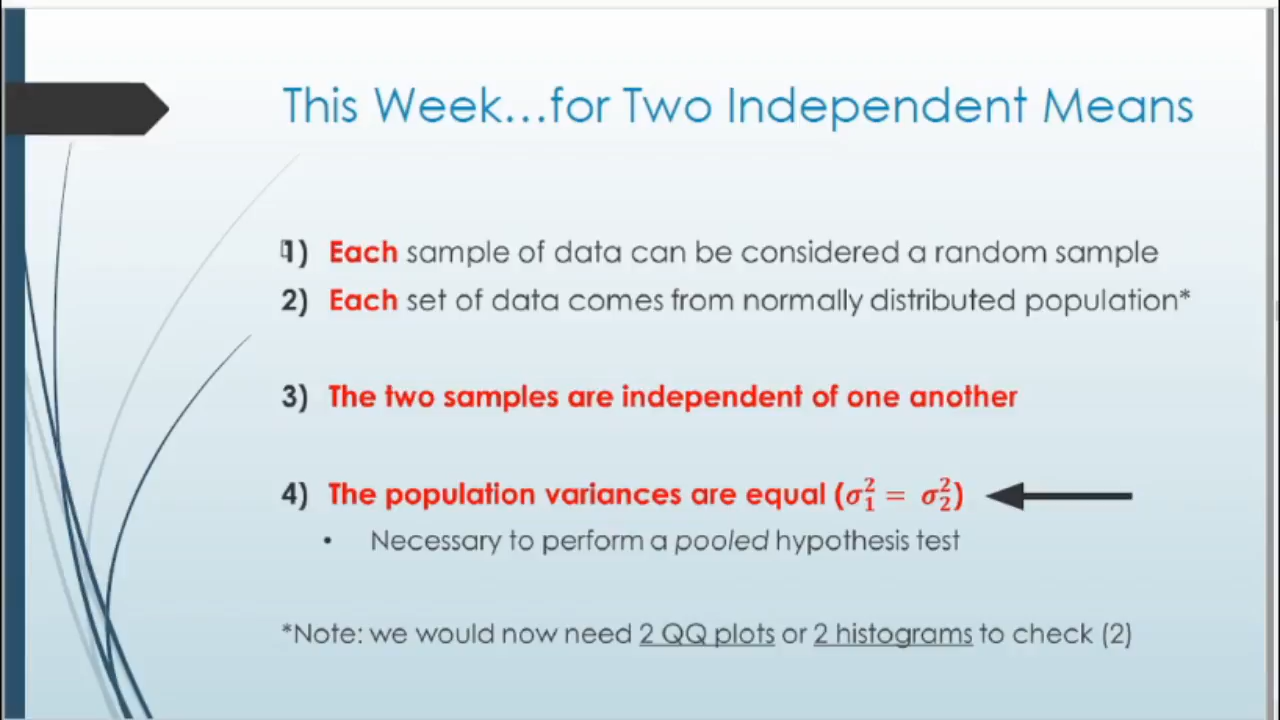 This Week…for Two Independent Means
1) Each sample of data can be considered a random sample
2) Each set of data comes from normally distributed population*
3) The two samples are independent of one another
4) The population variances are equal (σ₁² = σ₂²)
• Necessary to perform a pooled hypothesis test
*Note: we would now need 2 QQ plots or 2 histograms to check (2)